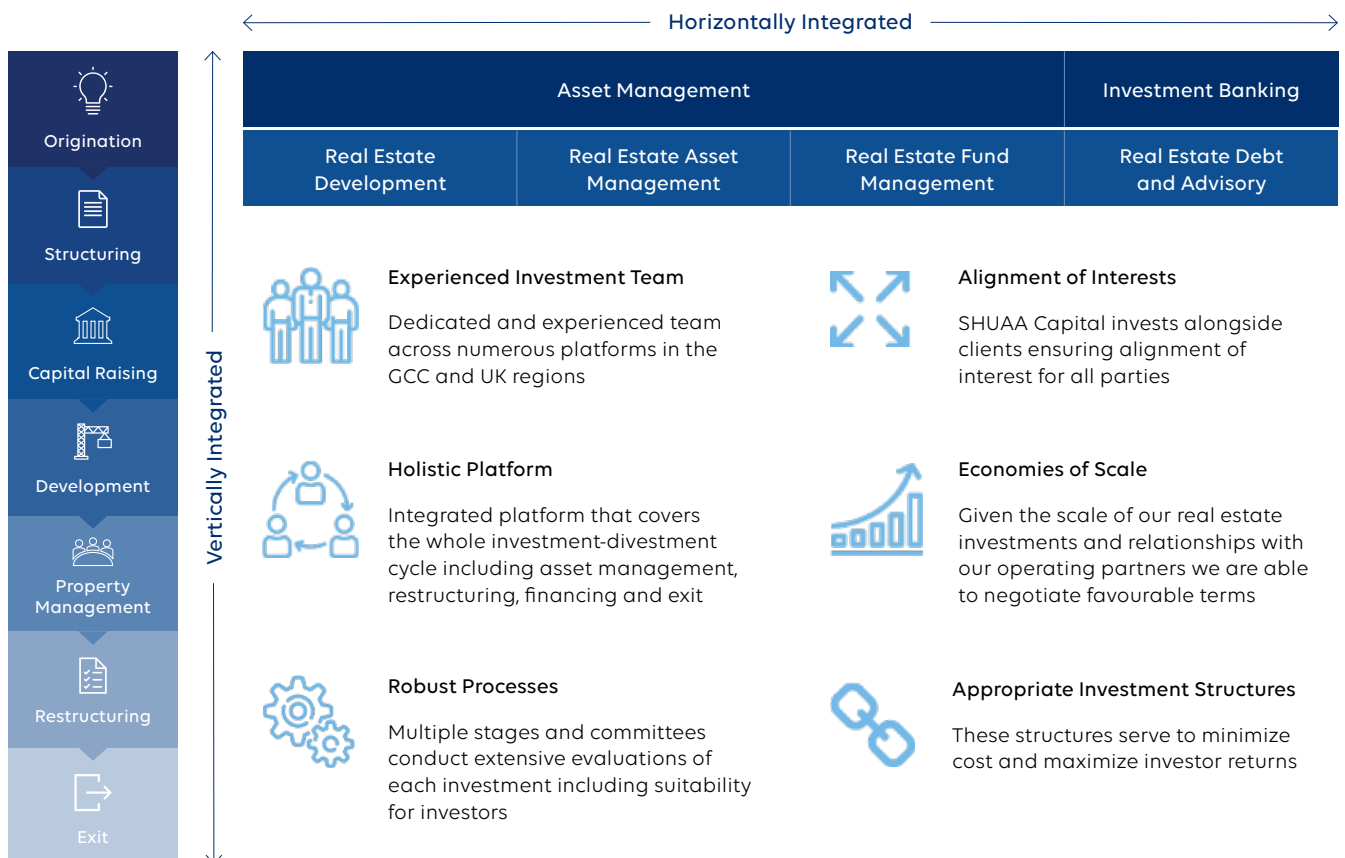 Horizontally Integrated
Vertically Integrated
Origination
Structuring
Capital Raising
Development
Property
Management
Restructuring
Exit
Asset Management
Investment Banking
Real Estate
Development
Real Estate Asset
Management
Real Estate Fund
Management
Real Estate Debt
and Advisory
Experienced Investment Team
Dedicated and experienced team
across numerous platforms in the
GCC and UK regions
Alignment of Interests
SHUAA Capital invests alongside
clients ensuring alignment of
interest for all parties
Holistic Platform
Integrated platform that covers
the whole investment-divestment
cycle including asset management,
restructuring, financing and exit
Economies of Scale
Given the scale of our real estate
investments and relationships with
our operating partners we are able
to negotiate favourable terms
Robust Processes
Multiple stages and committees
conduct extensive evaluations of
each investment including suitability
for investors
Appropriate Investment Structures
These structures serve to minimize
cost and maximize investor returns